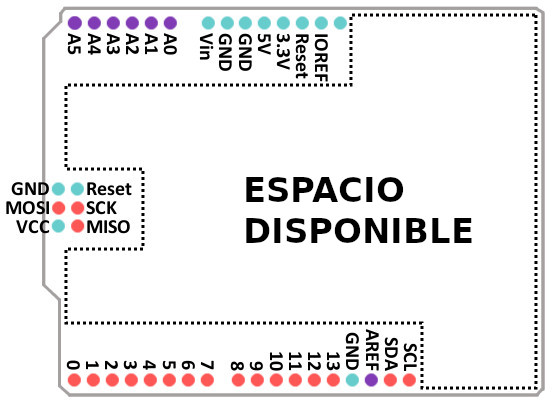 A5 A4 A3 A2 A1 A0 Vin GND GND 5V 3.3V Reset IOREF
GND Reset
MOSI SCK
VCC MISO
ESPACIO
DISPONIBLE
0 1 2 3 4 5 6 7 8 9 10 11 12 13 GND AREF SDA SCL